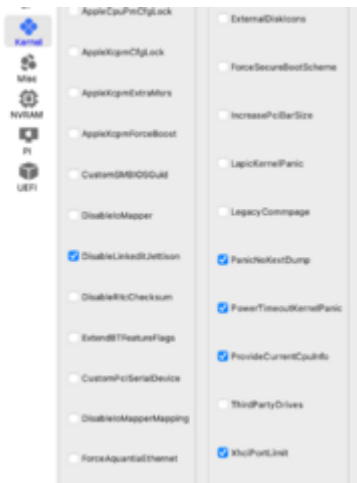 Kernel
Misc
NVRAM
PI
UEFI
AppleCpuPmCfgLock
AppleXcpmCfgLock
AppleXcpmExtraMsrs
AppleXcpmForceBoost
CustomSMBIOSGuid
DisableIoMapper
DisableLinkeditJettison
DisableRtcChecksum
ExtendBTFeatureFlags
CustomPciSerialDevice
DisableIoMapperMapping
ForceAquantiaEthernet
ExternalDiskIcons
ForceSecureBootScheme
IncreasePciBarSize
LapicKernelPanic
LegacyCommpage
PanicNoKextDump
PowerTimeoutKernelPanic
ProvideCurrentCpuInfo
ThirdPartyDrives
XhciPortLimit